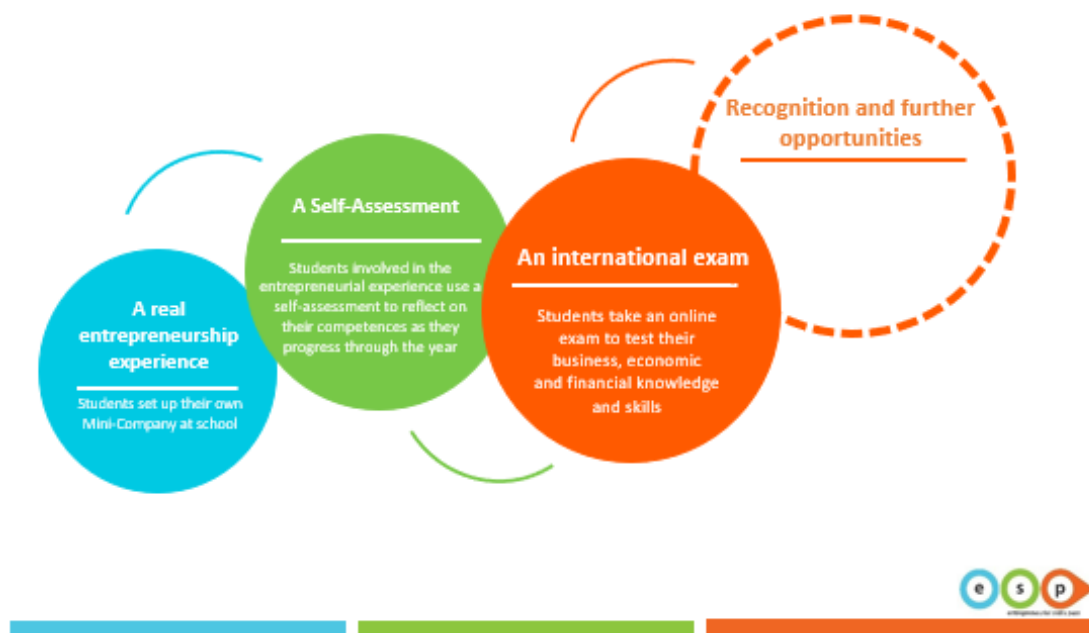 A real
entrepreneurship
experience
Students set up their own
Mini-Company at school
A Self-Assessment
Students involved in the
entrepreneurial experience use a
self-assessment to reflect on
their competences as they
progress through the year
An international exam
Students take an online
exam to test their
business, economic
and financial knowledge
and skills
Recognition and further
opportunities
e s p